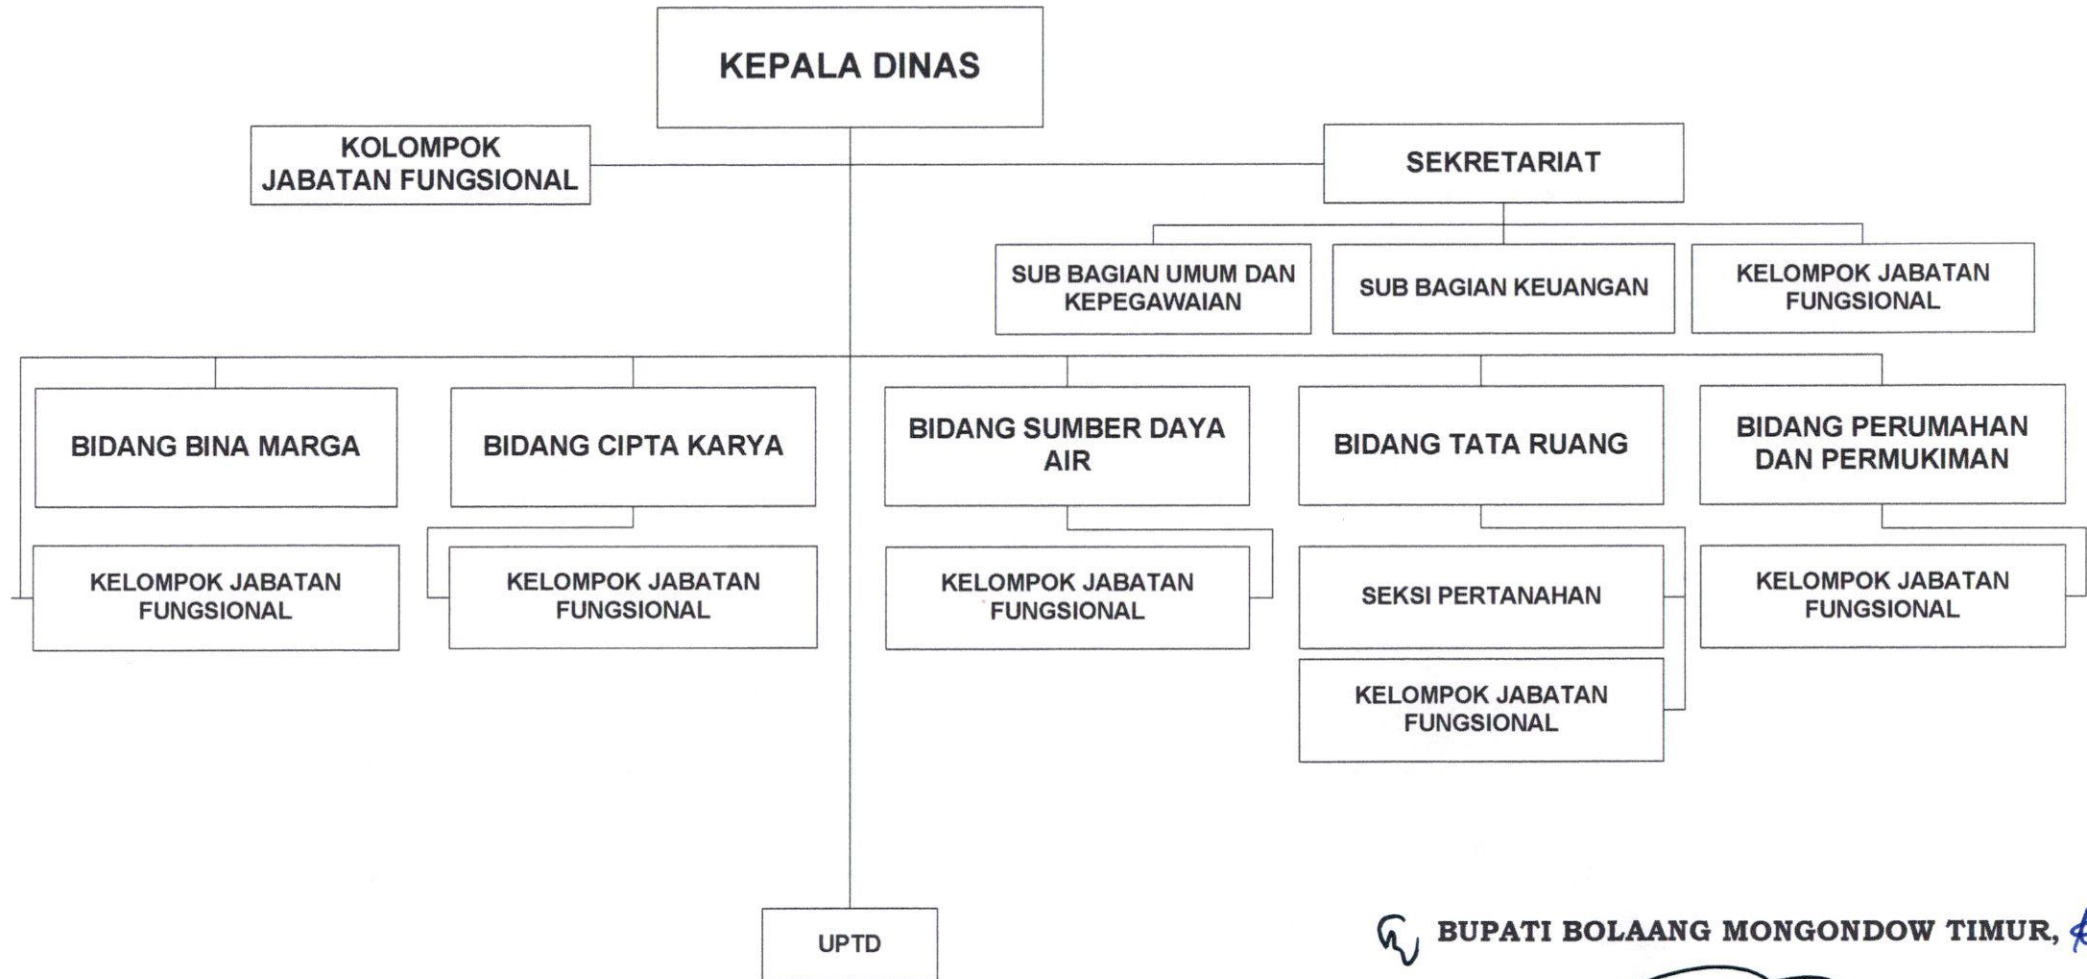 KEPALA DINAS
KOLOMPOK
JABATAN FUNGSIONAL
SEKRETARIAT
SUB BAGIAN UMUM DAN
KEPEGAWAIAN
SUB BAGIAN KEUANGAN
KELOMPOK JABATAN
FUNGSIONAL
BIDANG BINA MARGA
BIDANG CIPTA KARYA
BIDANG SUMBER DAYA
AIR
BIDANG TATA RUANG
BIDANG PERUMAHAN
DAN PERMUKIMAN
KELOMPOK JABATAN
FUNGSIONAL
KELOMPOK JABATAN
FUNGSIONAL
KELOMPOK JABATAN
FUNGSIONAL
SEKSI PERTANAHAN
KELOMPOK JABATAN
FUNGSIONAL
KELOMPOK JABATAN
FUNGSIONAL
UPTD
BUPATI BOLAANG MONGONDOW TIMUR,